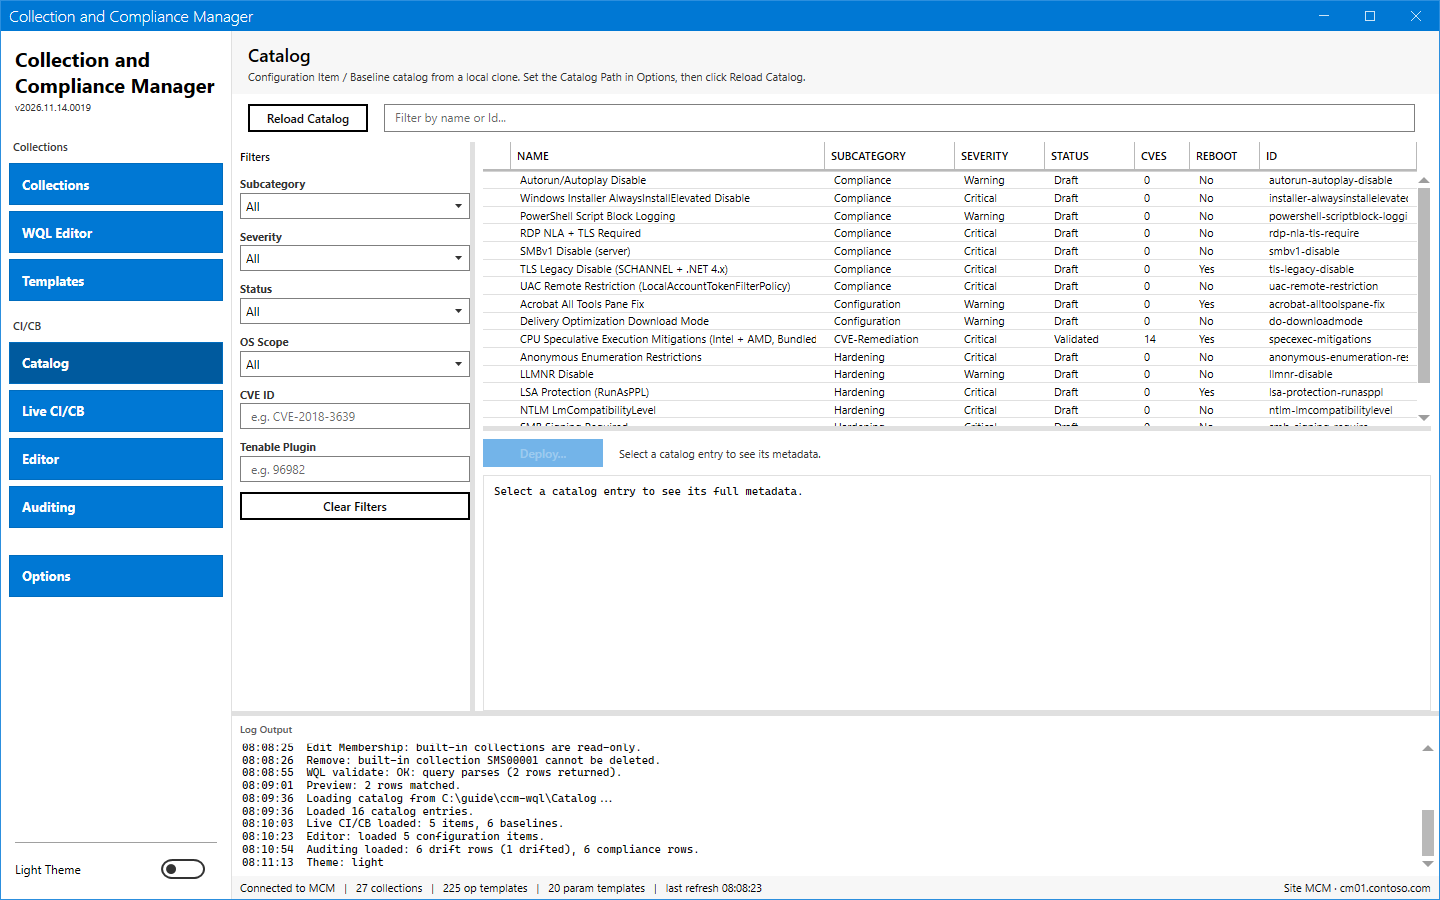 Collection and Compliance Manager
Collection and
Compliance Manager
v2026.11.14.0019
Collections
Collections
WQL Editor
Templates
CI/CB
Catalog
Live CI/CB
Editor
Auditing
Options
Light Theme
Catalog
Configuration Item / Baseline catalog from a local clone. Set the Catalog Path in Options, then click Reload Catalog.
Reload Catalog
Filter by name or Id...
Filters
Subcategory
All
Severity
All
Status
All
OS Scope
All
CVE ID
e.g. CVE-2018-3639
Tenable Plugin
e.g. 96982
Clear Filters
NAME SUBCATEGORY SEVERITY STATUS CVES REBOOT ID
Autorun/Autoplay Disable Compliance Warning Draft 0 No autorun-autoplay-disable
Windows Installer AlwaysInstallElevated Disable Compliance Critical Draft 0 No installer-alwaysinstallelevated
PowerShell Script Block Logging Compliance Warning Draft 0 No powershell-scriptblock-loggi
RDP NLA + TLS Required Compliance Critical Draft 0 No rdp-nla-tls-require
SMBv1 Disable (server) Compliance Critical Draft 0 No smbv1-disable
TLS Legacy Disable (SCHANNEL + .NET 4.x) Compliance Critical Draft 0 Yes tls-legacy-disable
UAC Remote Restriction (LocalAccountTokenFilterPolicy) Compliance Critical Draft 0 No uac-remote-restriction
Acrobat All Tools Pane Fix Configuration Warning Draft 0 Yes acrobat-alltoolspane-fix
Delivery Optimization Download Mode Configuration Warning Draft 0 No do-downloadmode
CPU Speculative Execution Mitigations (Intel + AMD, Bundled CVE-Remediation Critical Validated 14 Yes specexec-mitigations
Anonymous Enumeration Restrictions Hardening Critical Draft 0 No anonymous-enumeration-res
LLMNR Disable Hardening Warning Draft 0 No llmnr-disable
LSA Protection (RunAsPPL) Hardening Critical Draft 0 Yes lsa-protection-runasppl
NTLM LmCompatibilityLevel Hardening Critical Draft 0 No ntlm-lmcompatibilitylevel
SMB Signing Required Hardening Critical Draft 0 No smb-signing-require
Deploy... Select a catalog entry to see its metadata.
Select a catalog entry to see its full metadata.
Log Output
08:08:25 Edit Membership: built-in collections are read-only.
08:08:26 Remove: built-in collection SMS00001 cannot be deleted.
08:08:55 WQL validate: OK: query parses (2 rows returned).
08:09:01 Preview: 2 rows matched.
08:09:36 Loading catalog from C:\guide\ccm-wql\Catalog...
08:09:36 Loaded 16 catalog entries.
08:10:03 Live CI/CB loaded: 5 items, 6 baselines.
08:10:23 Editor: loaded 5 configuration items.
08:10:54 Auditing loaded: 6 drift rows (1 drifted), 6 compliance rows.
08:11:13 Theme: light
Connected to MCM | 27 collections | 225 op templates | 20 param templates | last refresh 08:08:23
Site MCM · cm01.contoso.com